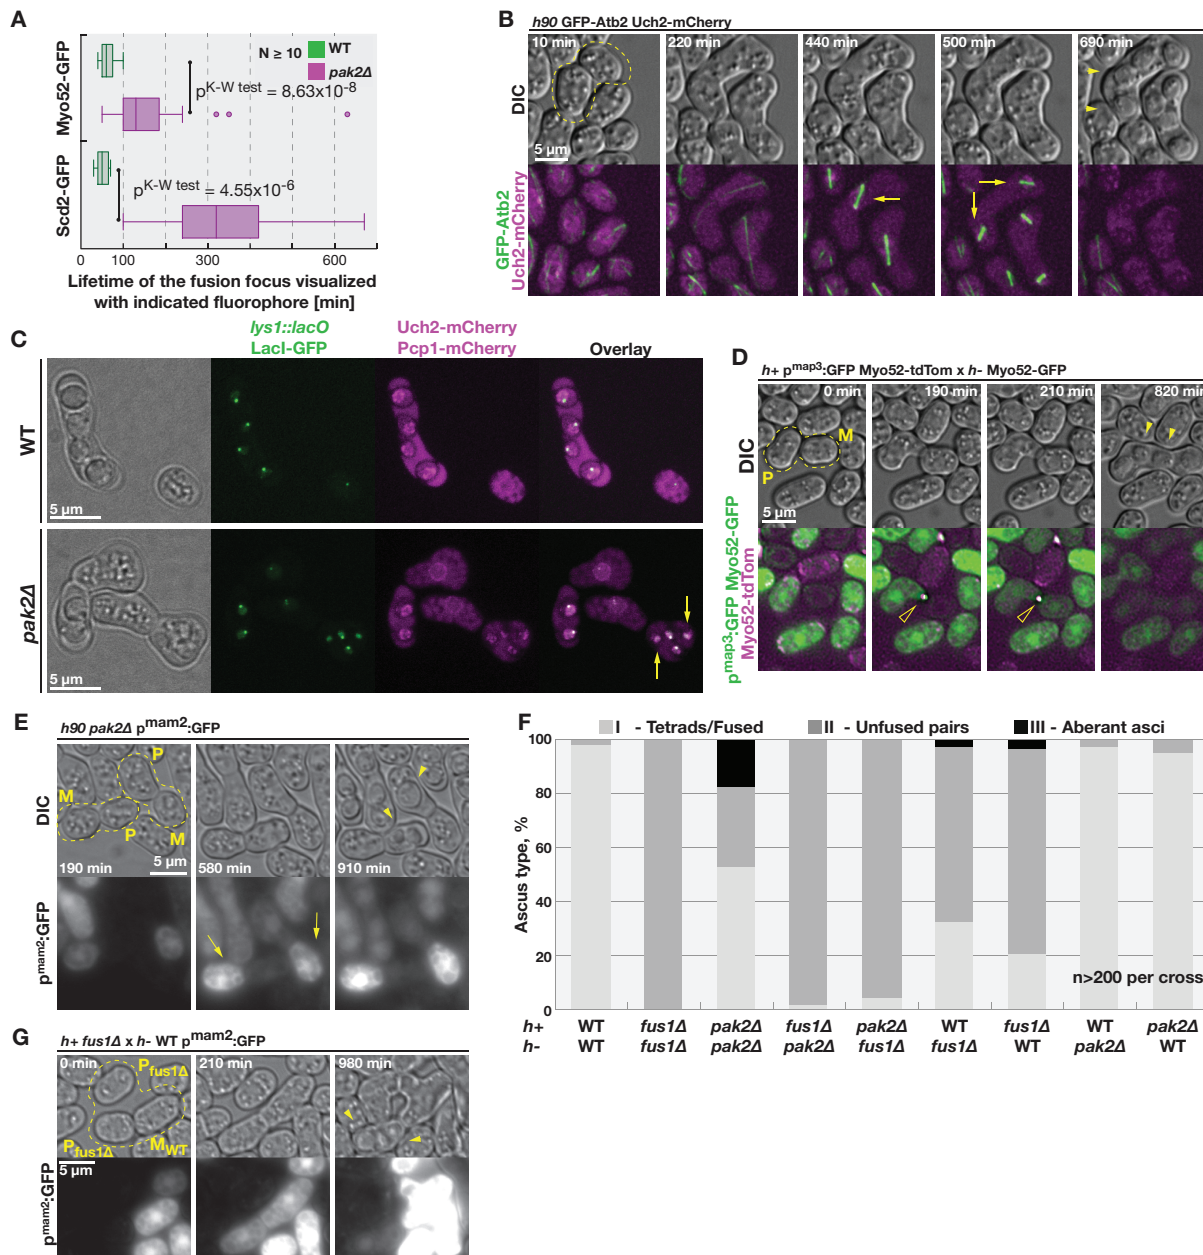 A
N ≥ 10
WT
pak2Δ
Myo52-GFP
Scd2-GFP
pK-W test = 8.63x10-8
pK-W test = 4.55x10-6
0
100
300
600
Lifetime of the fusion focus visualized
with indicated fluorophore [min]
B
h90 GFP-Atb2 Uch2-mCherry
10 min
220 min
440 min
500 min
690 min
DIC
5 µm
GFP-Atb2
Uch2-mCherry
C
lys1::lacO
LacI-GFP
Uch2-mCherry
Pcp1-mCherry
Overlay
WT
5 µm
pak2Δ
5 µm
D
h+ pmap3:GFP Myo52-tdTom x h- Myo52-GFP
0 min
190 min
210 min
820 min
DIC
M
P
5 µm
pmap3:GFP Myo52-GFP
Myo52-tdTom
E
h90 pak2Δ pmam2:GFP
DIC
P
M
P
M
190 min
5 µm
580 min
910 min
pmam2:GFP
F
I - Tetrads/Fused
II - Unfused pairs
III - Aberant asci
Ascus type, %
100
80
60
40
20
0
n>200 per cross
h+ WT fus1Δ pak2Δ fus1Δ pak2Δ WT fus1Δ WT pak2Δ
h- WT fus1Δ pak2Δ pak2Δ fus1Δ fus1Δ WT pak2Δ WT
G
h+ fus1Δ x h- WT pmam2:GFP
0 min
210 min
980 min
Pfus1Δ
Pfus1Δ
MWT
5 µm
pmam2:GFP